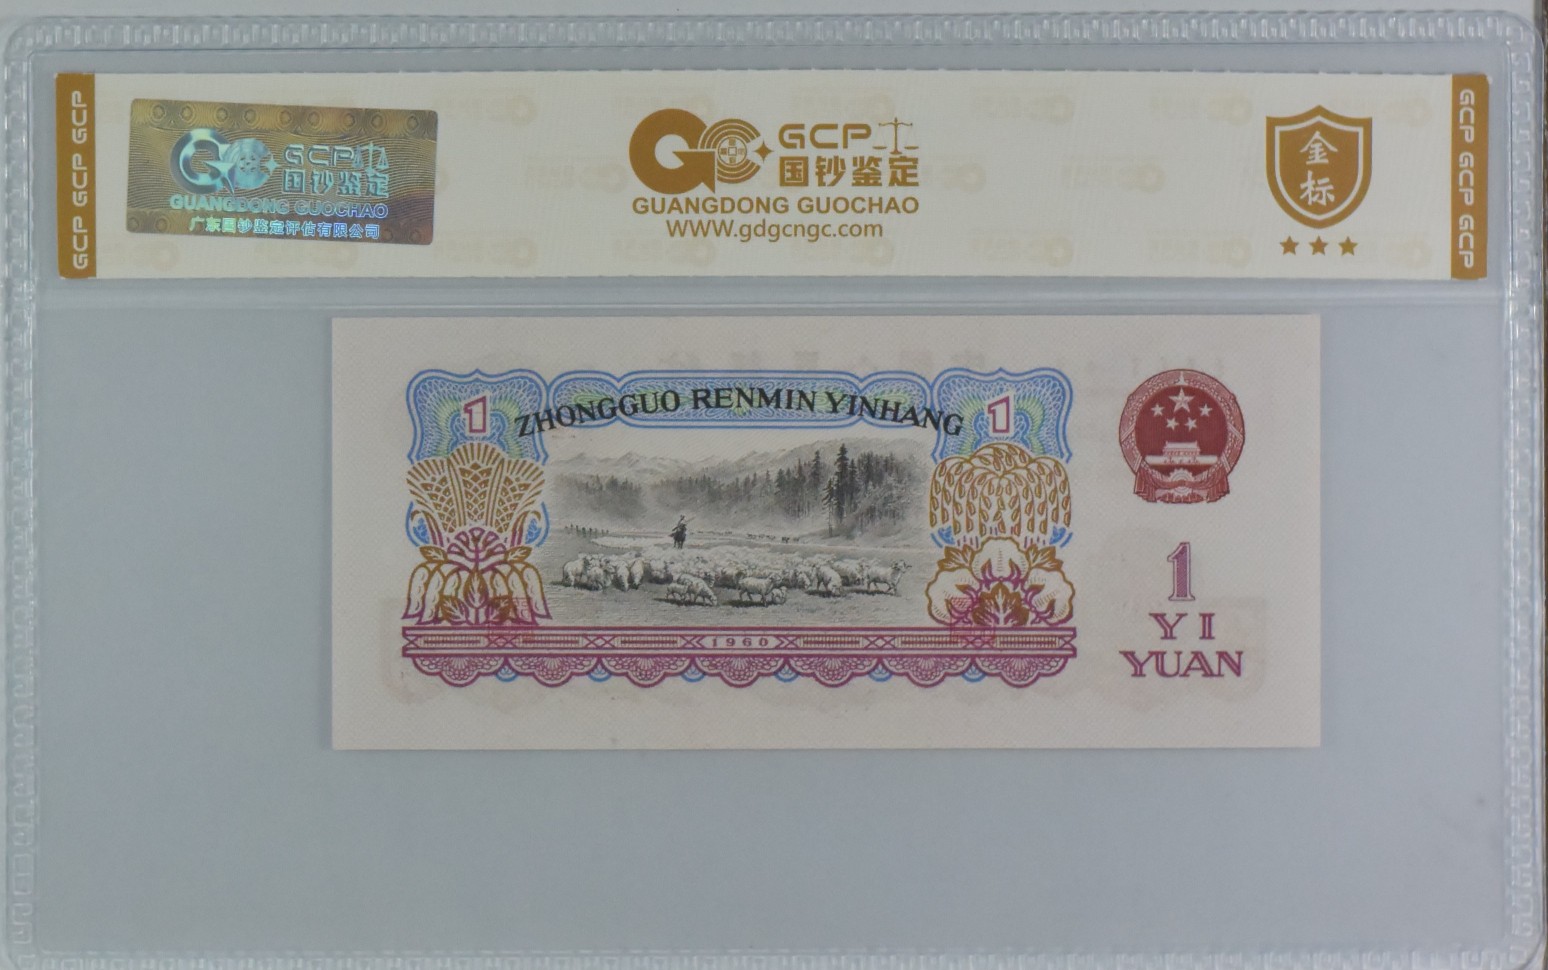 GCP GCP GCP
GCP
国钞鉴定
GUANGDONG GUOCHAO
广东国钞鉴定评估有限公司
GCP
国钞鉴定
GUANGDONG GUOCHAO
www.gdgcngc.com
金
标
GCP GCP GCP
1
ZHONGGUO RENMIN YINHANG
1
1960
1
YI
YUAN